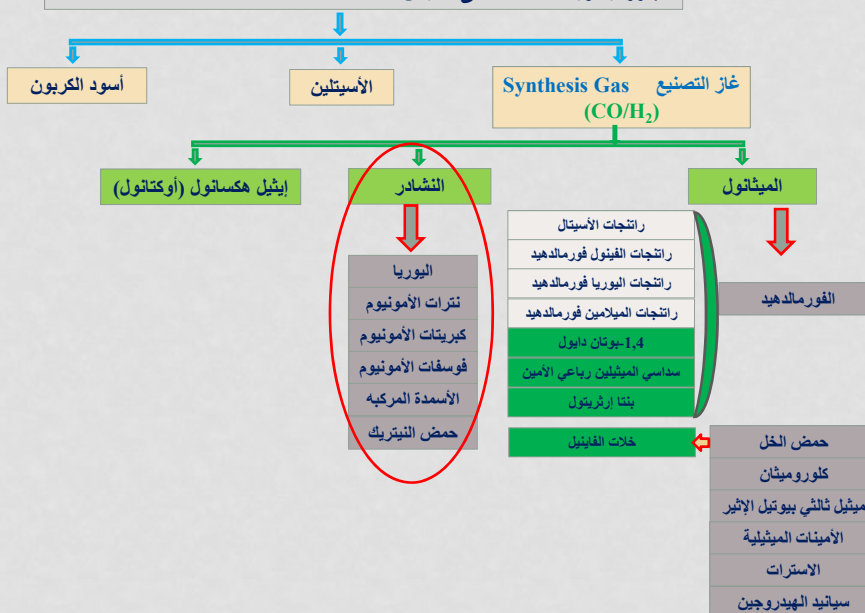 غاز التصنيع Synthesis Gas
(CO/H₂)
الأسيتلين
أسود الكربون
الميثانول
النشادر
إيثيل هكسانول (أوكتانول)
الفورمالدهيد
راتنجات الأسيتال
راتنجات الفينول فورمالدهيد
راتنجات اليوريا فورمالدهيد
راتنجات الميلامين فورمالدهيد
1,4-بوتان دايول
سداسي الميثيلين رباعي الأمين
بنتا إرثريتول
اليوريا
نترات الأمونيوم
كبريتات الأمونيوم
فوسفات الأمونيوم
الأسمدة المركبه
حمض النيتريك
حمض الخل
خلات الفاينيل
كلوروميثان
ميثيل ثالثي بيوتيل الإثير
الأمينات الميثيلية
الاسترات
سيانيد الهيدروجين